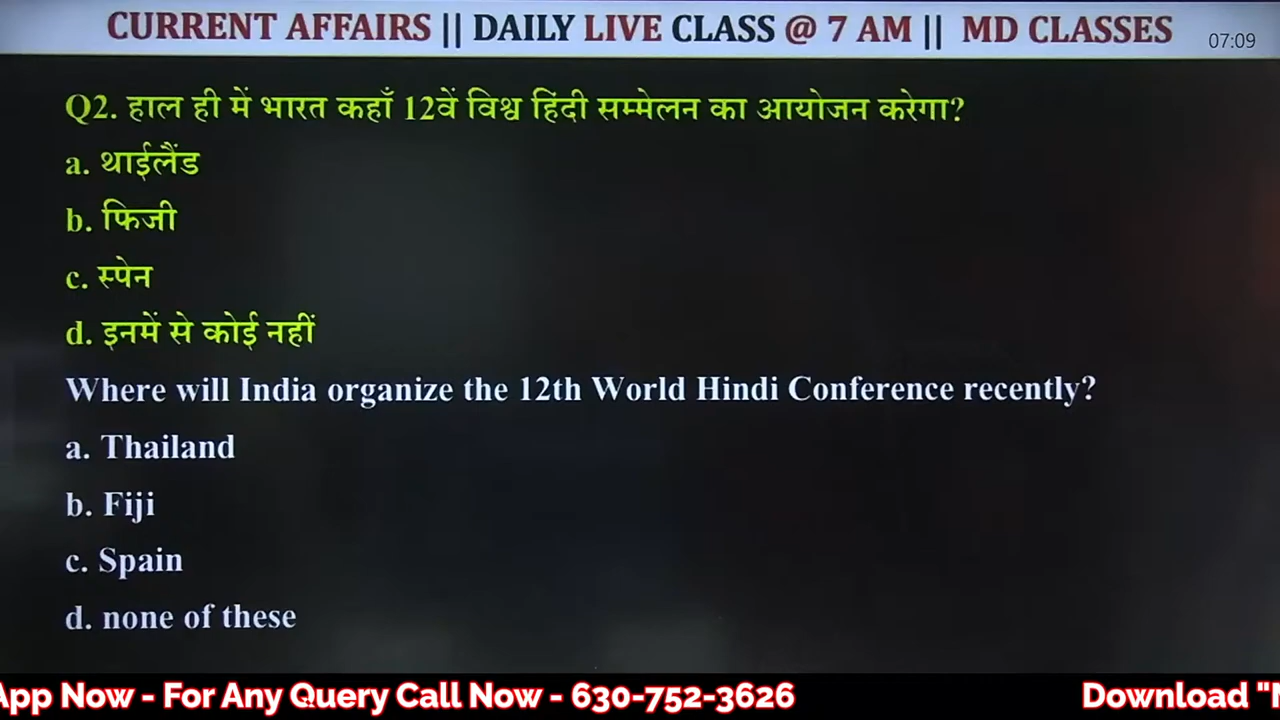 CURRENT AFFAIRS || DAILY LIVE CLASS @ 7 AM || MD CLASSES
07:09
Q2. हाल ही में भारत कहाँ 12वें विश्व हिंदी सम्मेलन का आयोजन करेगा?
a. थाईलैंड
b. फिजी
c. स्पेन
d. इनमें से कोई नहीं
Where will India organize the 12th World Hindi Conference recently?
a. Thailand
b. Fiji
c. Spain
d. none of these
App Now - For Any Query Call Now - 630-752-3626 Download "